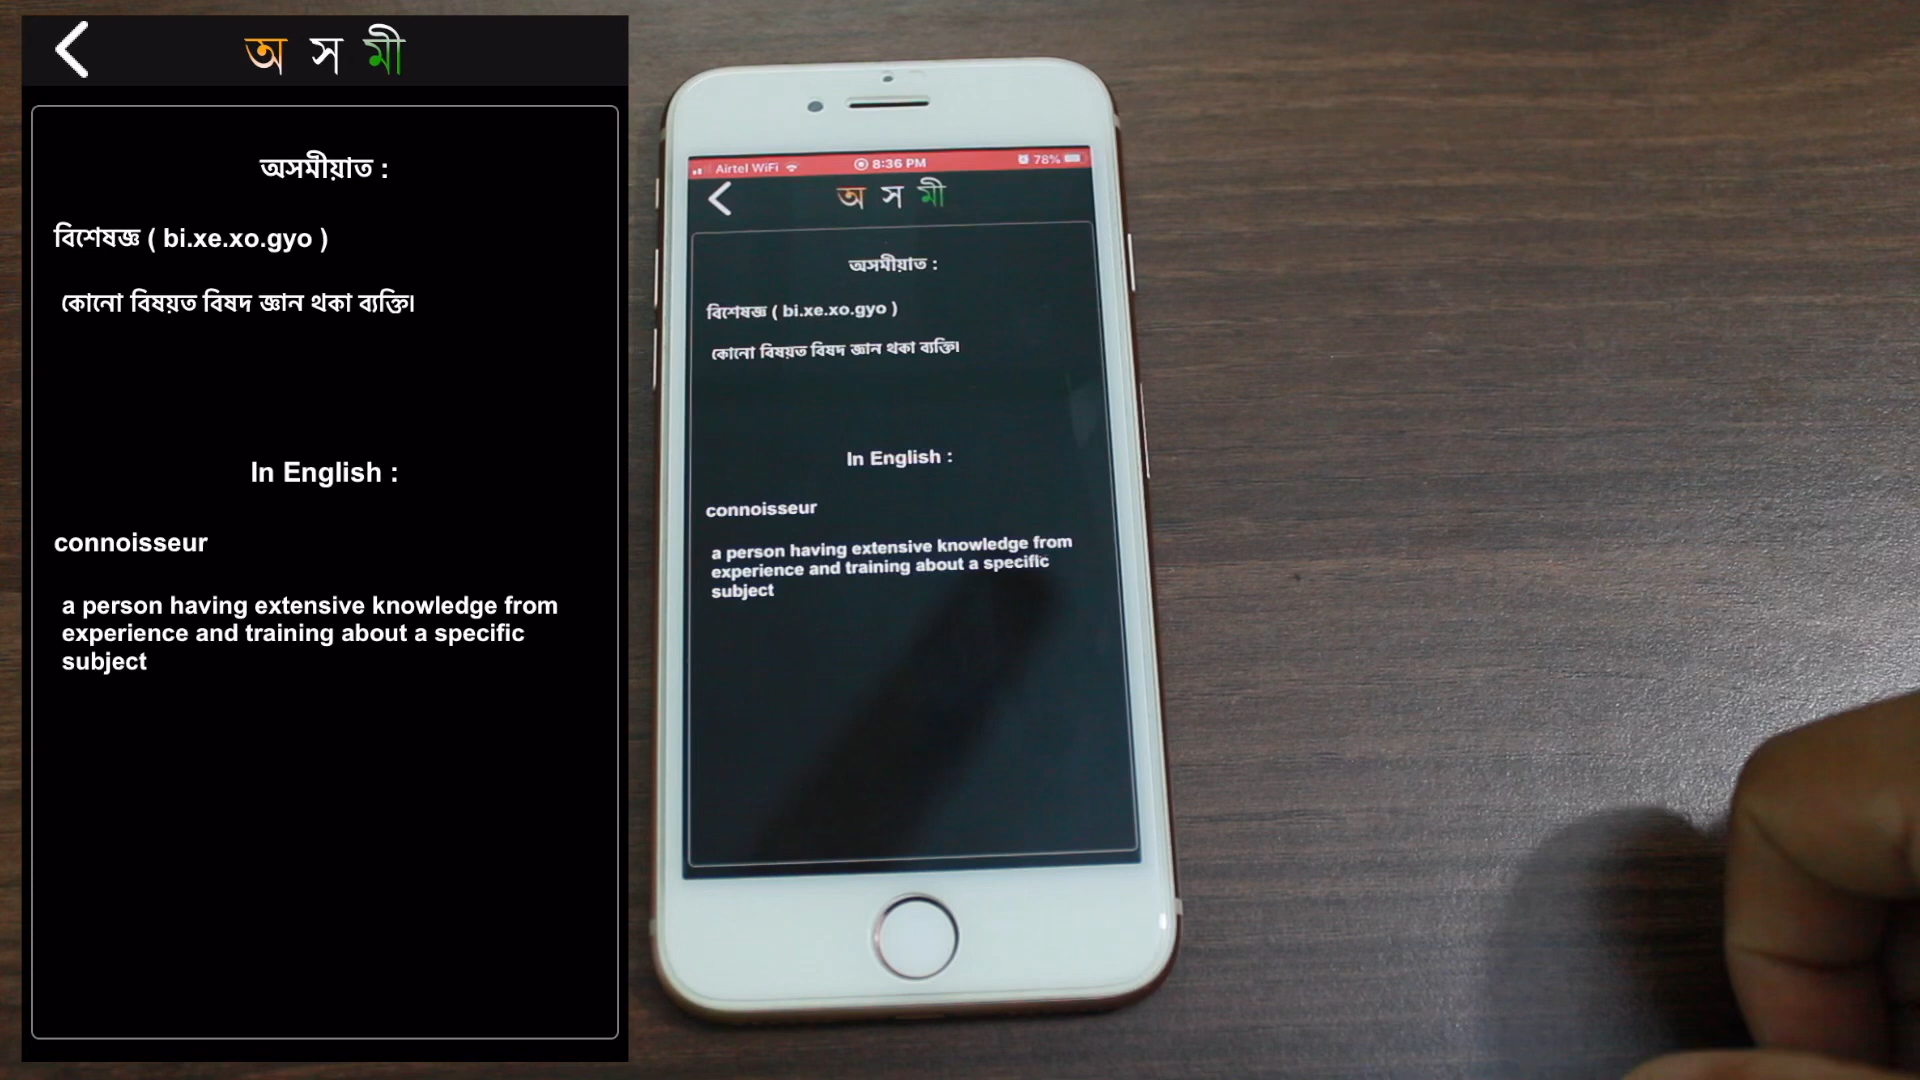 অ স মী
অসমীয়াত :
বিশেষজ্ঞ ( bi.xe.xo.gyo )
কোনো বিষয়ত বিষদ জ্ঞান থকা ব্যক্তি।
In English :
connoisseur
a person having extensive knowledge from
experience and training about a specific
subject
Airtel WiFi 8:36 PM 78%
অ স মী
অসমীয়াত :
বিশেষজ্ঞ ( bi.xe.xo.gyo )
কোনো বিষয়ত বিষদ জ্ঞান থকা ব্যক্তি।
In English :
connoisseur
a person having extensive knowledge from
experience and training about a specific
subject